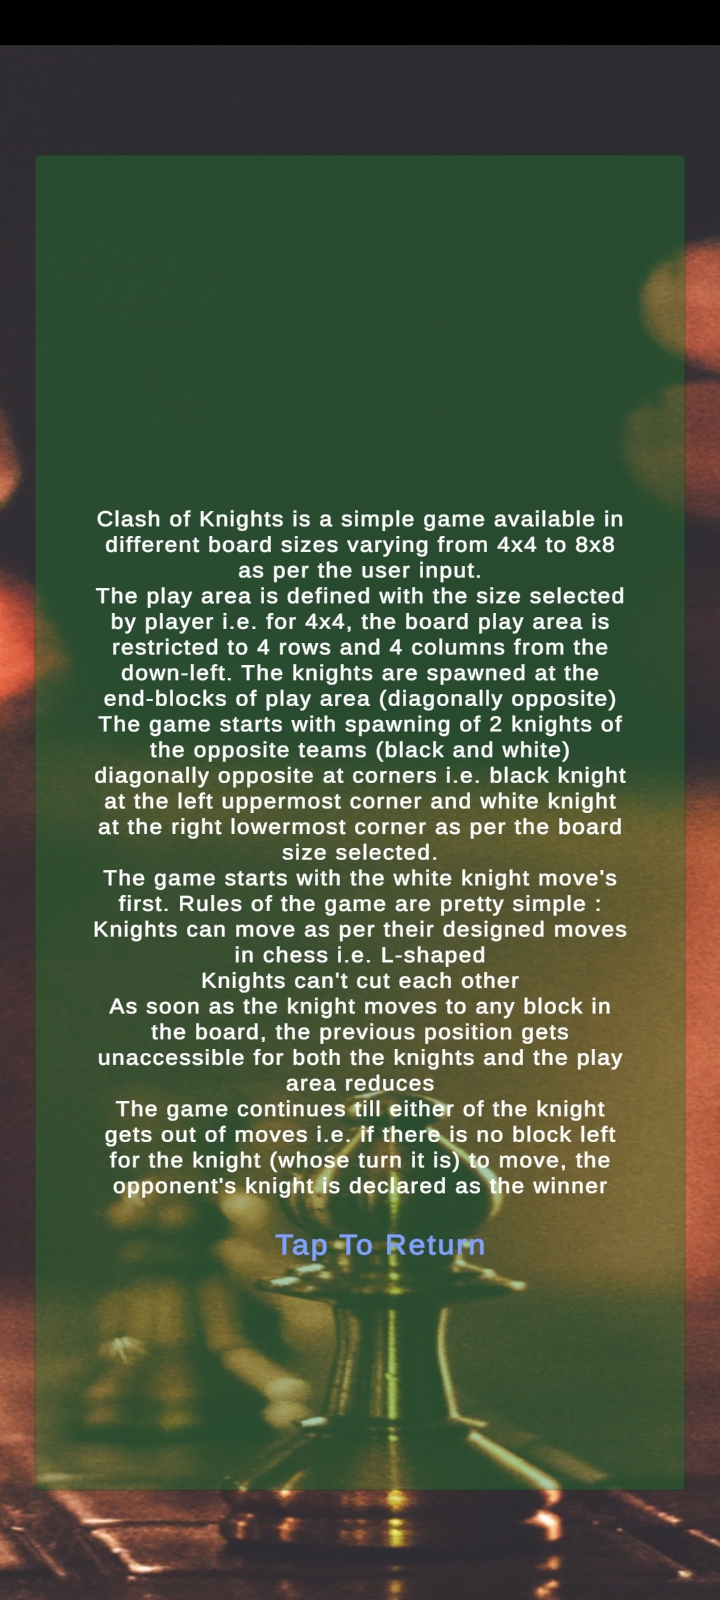 Clash of Knights is a simple game available in
different board sizes varying from 4x4 to 8x8
as per the user input.
The play area is defined with the size selected
by player i.e. for 4x4, the board play area is
restricted to 4 rows and 4 columns from the
down-left. The knights are spawned at the
end-blocks of play area (diagonally opposite)
The game starts with spawning of 2 knights of
the opposite teams (black and white)
diagonally opposite at corners i.e. black knight
at the left uppermost corner and white knight
at the right lowermost corner as per the board
size selected.
The game starts with the white knight move's
first. Rules of the game are pretty simple :
Knights can move as per their designed moves
in chess i.e. L-shaped
Knights can't cut each other
As soon as the knight moves to any block in
the board, the previous position gets
unaccessible for both the knights and the play
area reduces
The game continues till either of the knight
gets out of moves i.e. if there is no block left
for the knight (whose turn it is) to move, the
opponent's knight is declared as the winner
Tap To Return